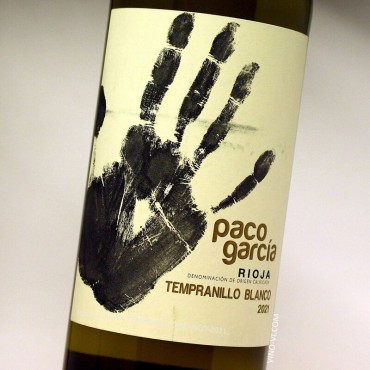 paco
garcía
RIOJA
DENOMINACIÓN DE ORIGEN CALIFICADA
TEMPRANILLO BLANCO
2021